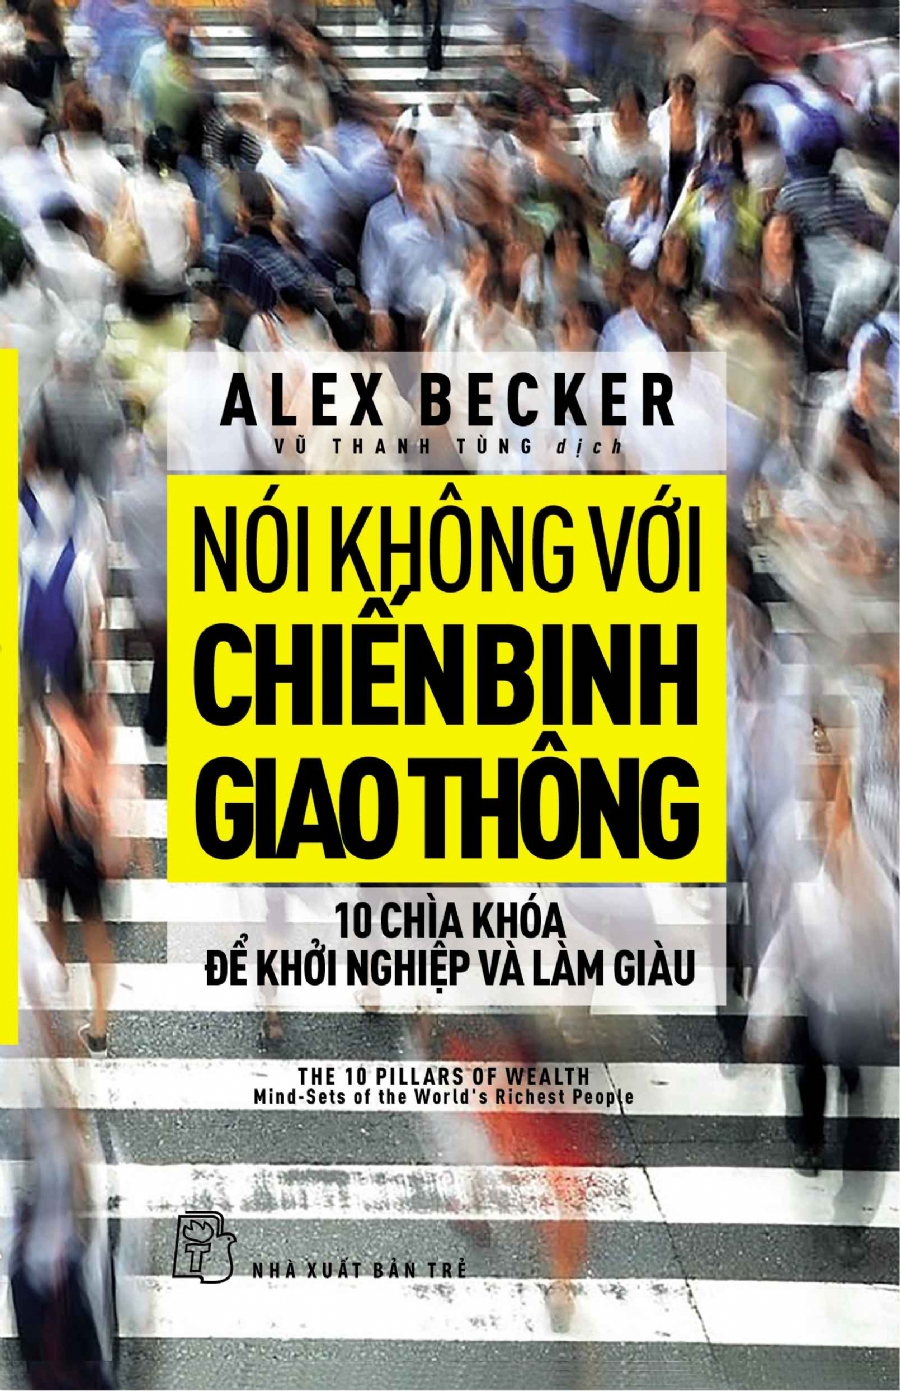 ALEX BECKER
VŨ THANH TÙNG dịch
NÓI KHÔNG VỚI
CHIẾN BINH
GIAO THÔNG
10 CHÌA KHÓA
ĐỂ KHỞI NGHIỆP VÀ LÀM GIÀU
THE 10 PILLARS OF WEALTH
Mind-Sets of the World's Richest People
T
NHÀ XUẤT BẢN TRẺ